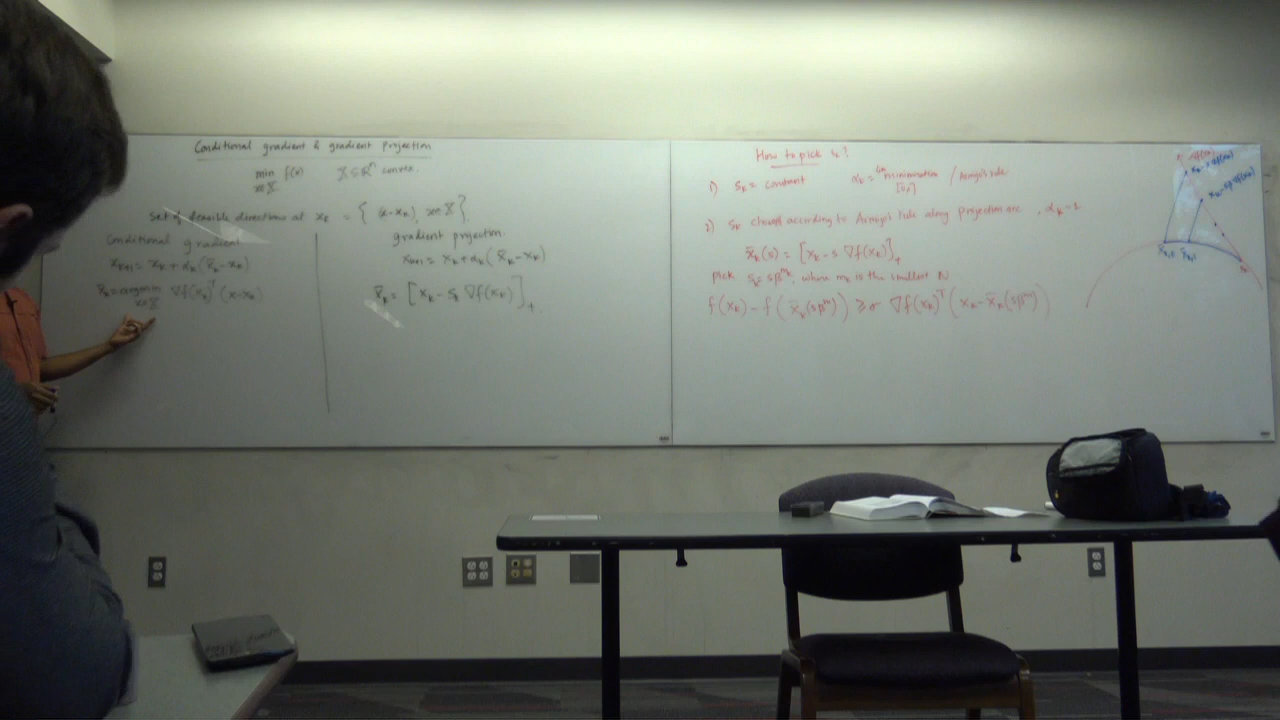 Conditional gradient & gradient Projection
min f(x) X ⊆ ℝⁿ convex.
x∈X
Set of feasible directions at x_k = { (x-x_k), x∈X }.
Conditional gradient
x_{k+1} = x_k + α_k (x̄_k - x_k)
x̄_k = argmin ∇f(x_k)^T (x-x_k)
x∈X
gradient projection.
x_{k+1} = x_k + α_k (x̄_k - x_k)
x̄_k = [x_k - s_k ∇f(x_k)]_+
How to pick s_k?
1) s_k = constant α_k = minimization / Armijo's rule
2) s_k chosen according to Armijo's rule along projection arc, α_k = 1
x̄_k(s) = [x_k - s ∇f(x_k)]_+
pick s_k = sβ^{m_k}, where m_k is the smallest N
f(x_k) - f(x̄_k(sβ^m)) ≥ σ ∇f(x_k)^T (x_k - x̄_k(sβ^m))